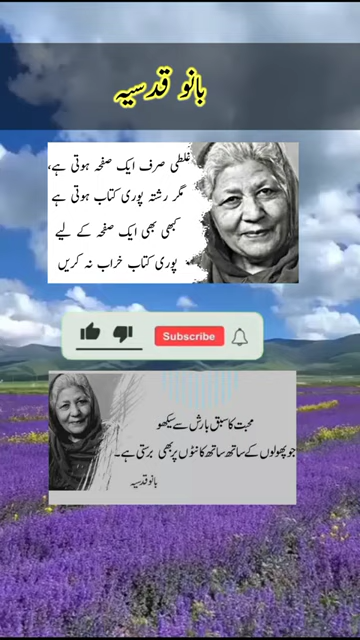 بانو قدسیہ
غلطی صرف ایک صفحہ ہوتی ہے،
مگر رشتہ پوری کتاب ہوتی ہے
کبھی بھی ایک صفحہ کے لیے
پوری کتاب خراب نہ کریں
Subscribe
محبت کا سبق بارش سے سیکھو
جو پھولوں کے ساتھ ساتھ کانٹوں پر بھی برستی ہے۔
بانو قدسیہ